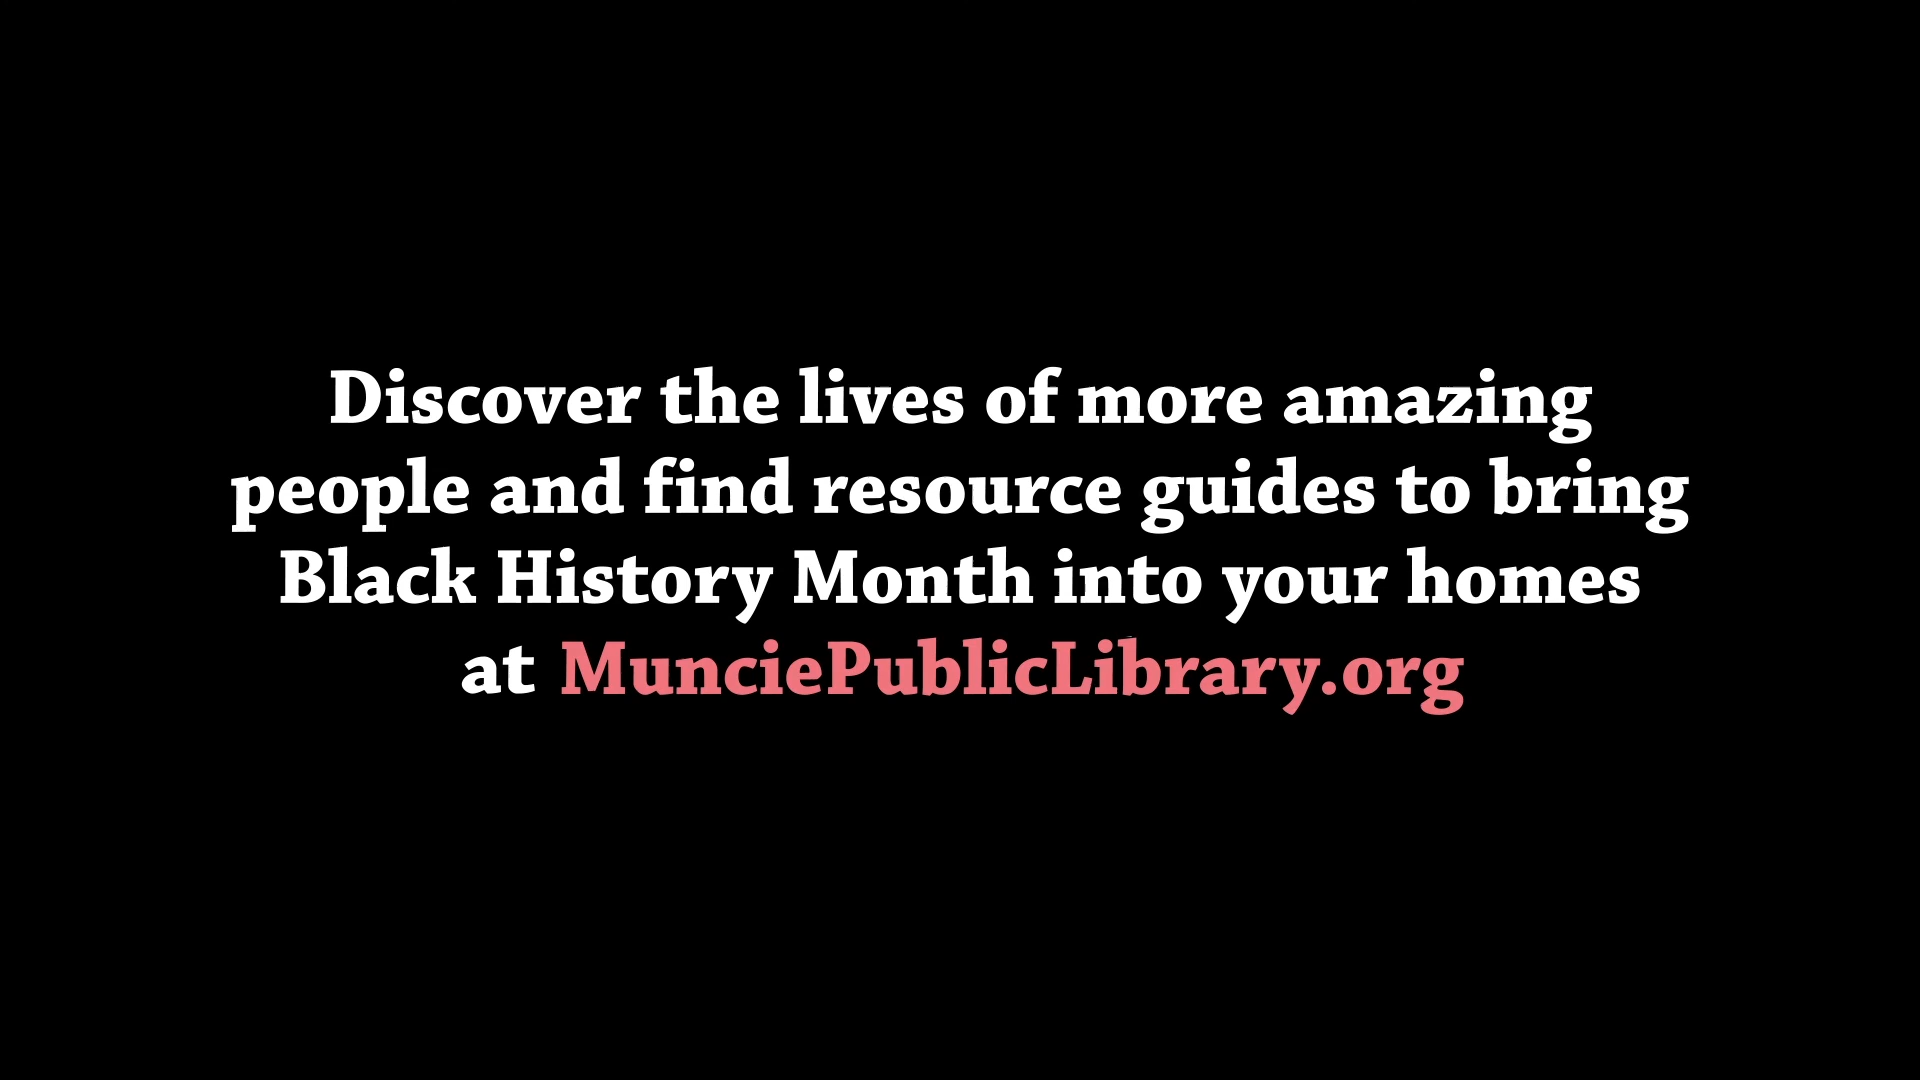 Discover the lives of more amazing
people and find resource guides to bring
Black History Month into your homes
at MunciePublicLibrary.org